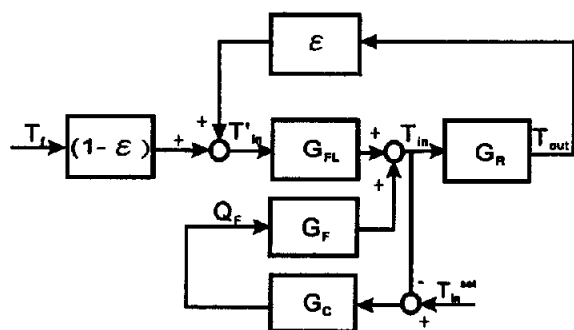 ε
T_f
(1- ε)
+
+
T'_in
G_FL
+
+
T_in
G_R
T_out
Q_F
G_F
G_C
-
+
T_in^set